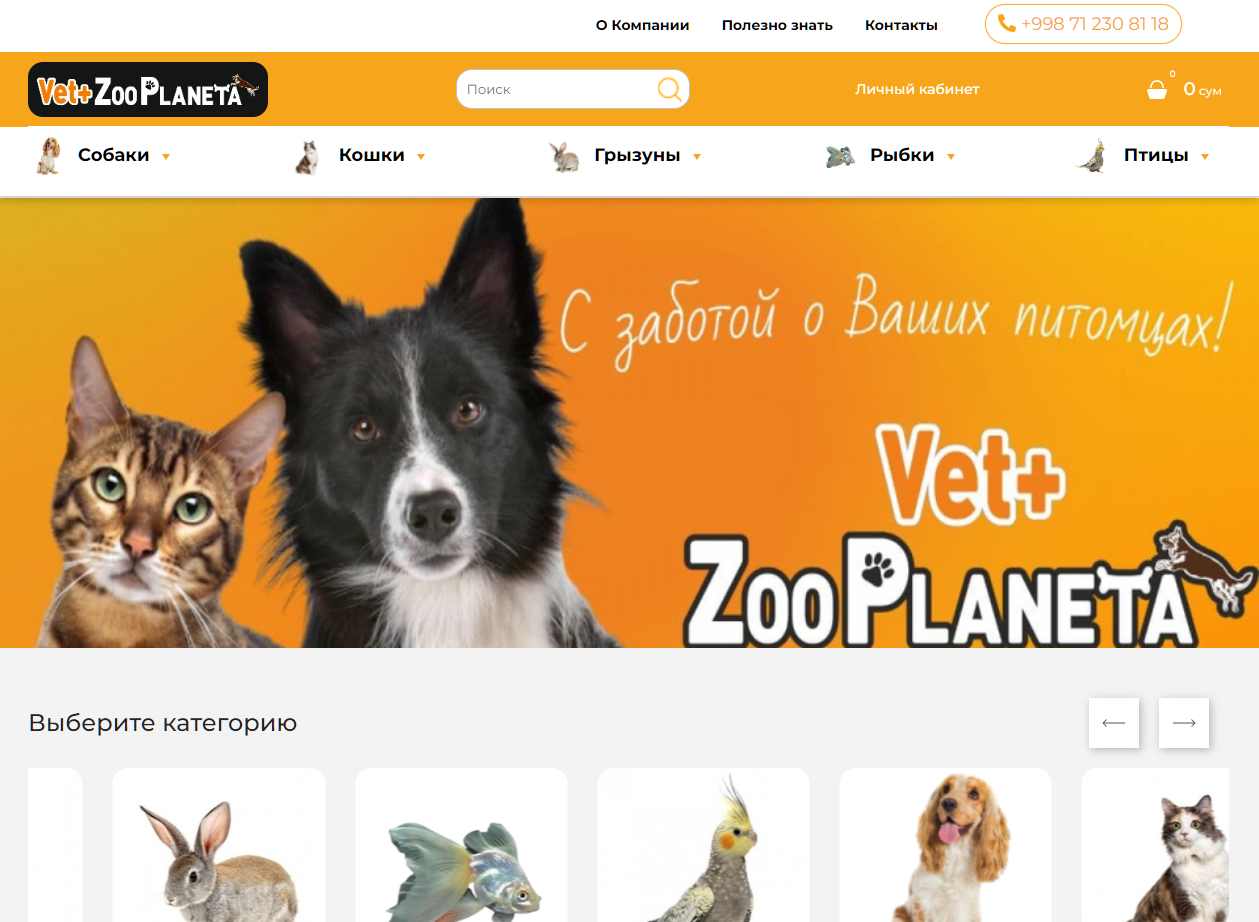 О Компании Полезно знать Контакты +998 71 230 81 18
Vet+ZooPlaneta Поиск Личный кабинет 0 0 сум
Собаки Кошки Грызуны Рыбки Птицы
С заботой о Ваших питомцах!
Vet+
ZooPlaneta
Выберите категорию